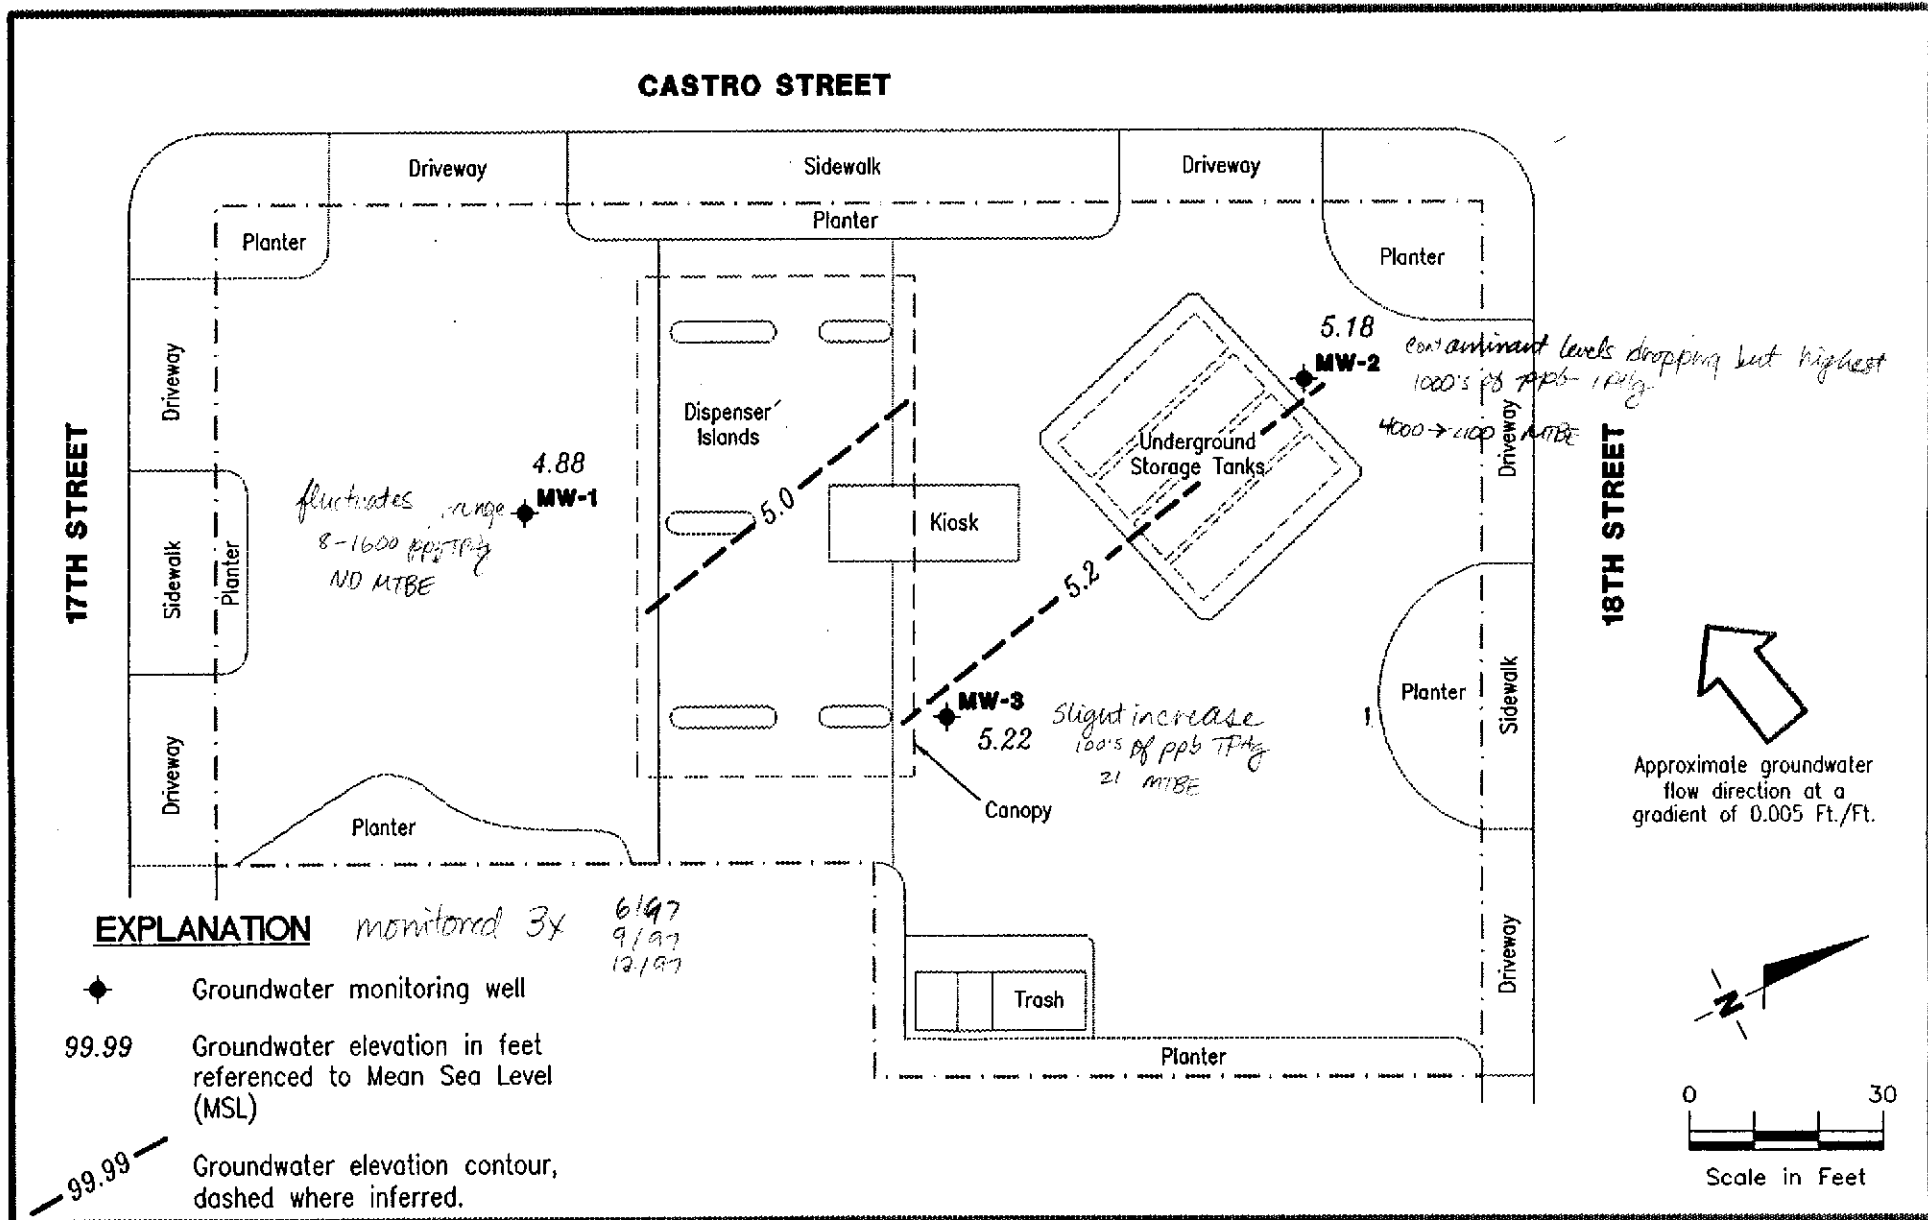 CASTRO STREET
Driveway
Sidewalk
Driveway
Planter
Planter
Planter
5.18
MW-2
contaminant levels dropping but highest
1000's of ppb TPHg
MTBE
Driveway
Dispenser
Islands
Underground
Storage Tanks
Driveway
17TH STREET
18TH STREET
4.88
MW-1
fluctuates range
8-1600 ppb TPHg
ND MTBE
5.0
Kiosk
5.2
Sidewalk
Planter
MW-3
5.22
slight increase
100's of ppb TPHg
21 MTBE
Planter
Sidewalk
Approximate groundwater
flow direction at a
gradient of 0.005 Ft./Ft.
Driveway
Planter
Canopy
EXPLANATION
monitored 3x
6/97
9/97
12/97
Groundwater monitoring well
99.99
Groundwater elevation in feet
referenced to Mean Sea Level
(MSL)
99.99
Groundwater elevation contour,
dashed where inferred.
Trash
Planter
Driveway
N
0 30
Scale in Feet